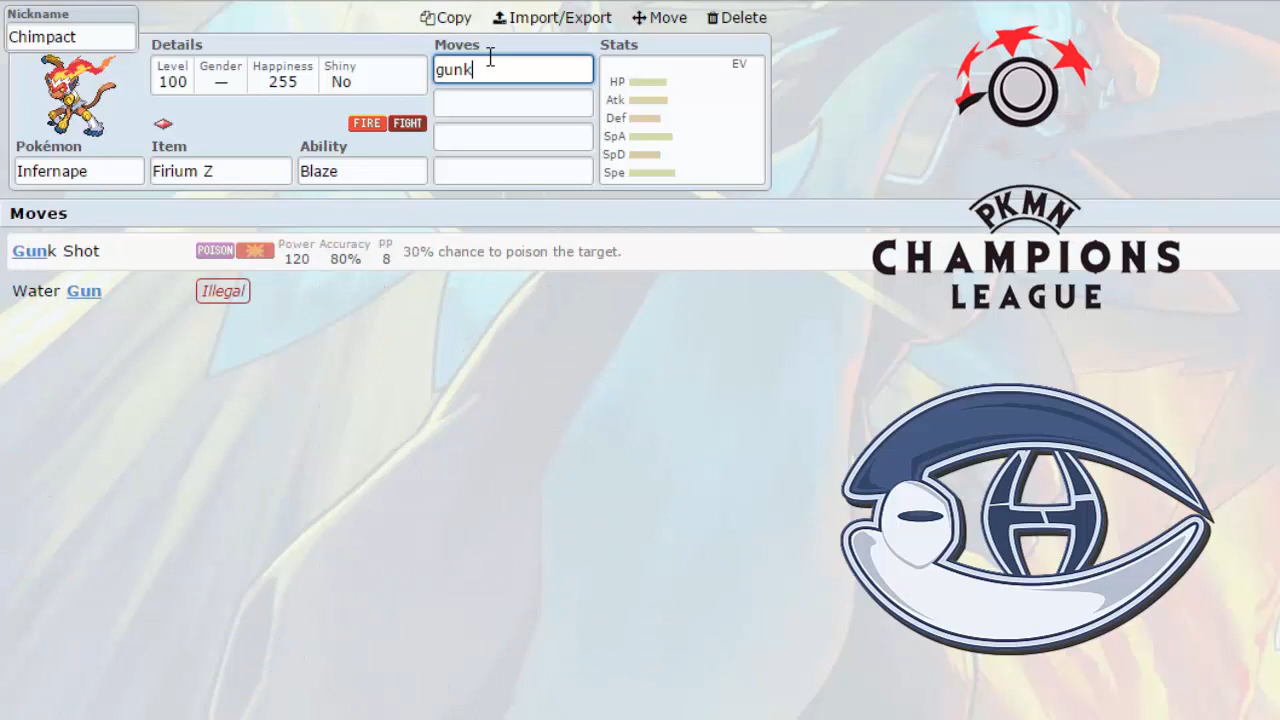 Nickname
Chimpact
Copy Import/Export Move Delete
Details
Level Gender Happiness Shiny
100 — 255 No
FIRE FIGHT
Pokémon Item Ability
Infernape Firium Z Blaze
Moves
gunk
Stats
EV
HP
Atk
Def
SpA
SpD
Spe
Moves
Gunk Shot POISON Power Accuracy PP 30% chance to poison the target.
120 80% 8
Water Gun Illegal
PKMN
CHAMPIONS
LEAGUE